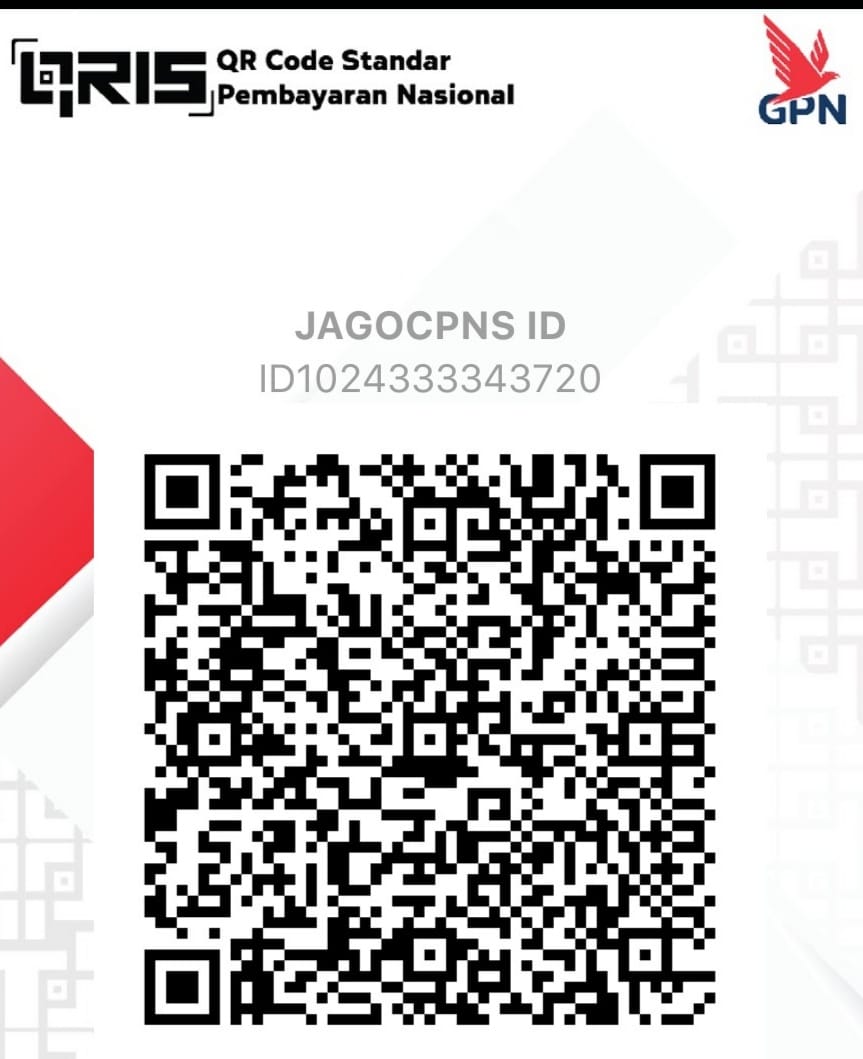 QRIS QR Code Standar
Pembayaran Nasional
GPN
JAGOCPNS ID
ID1024333343720